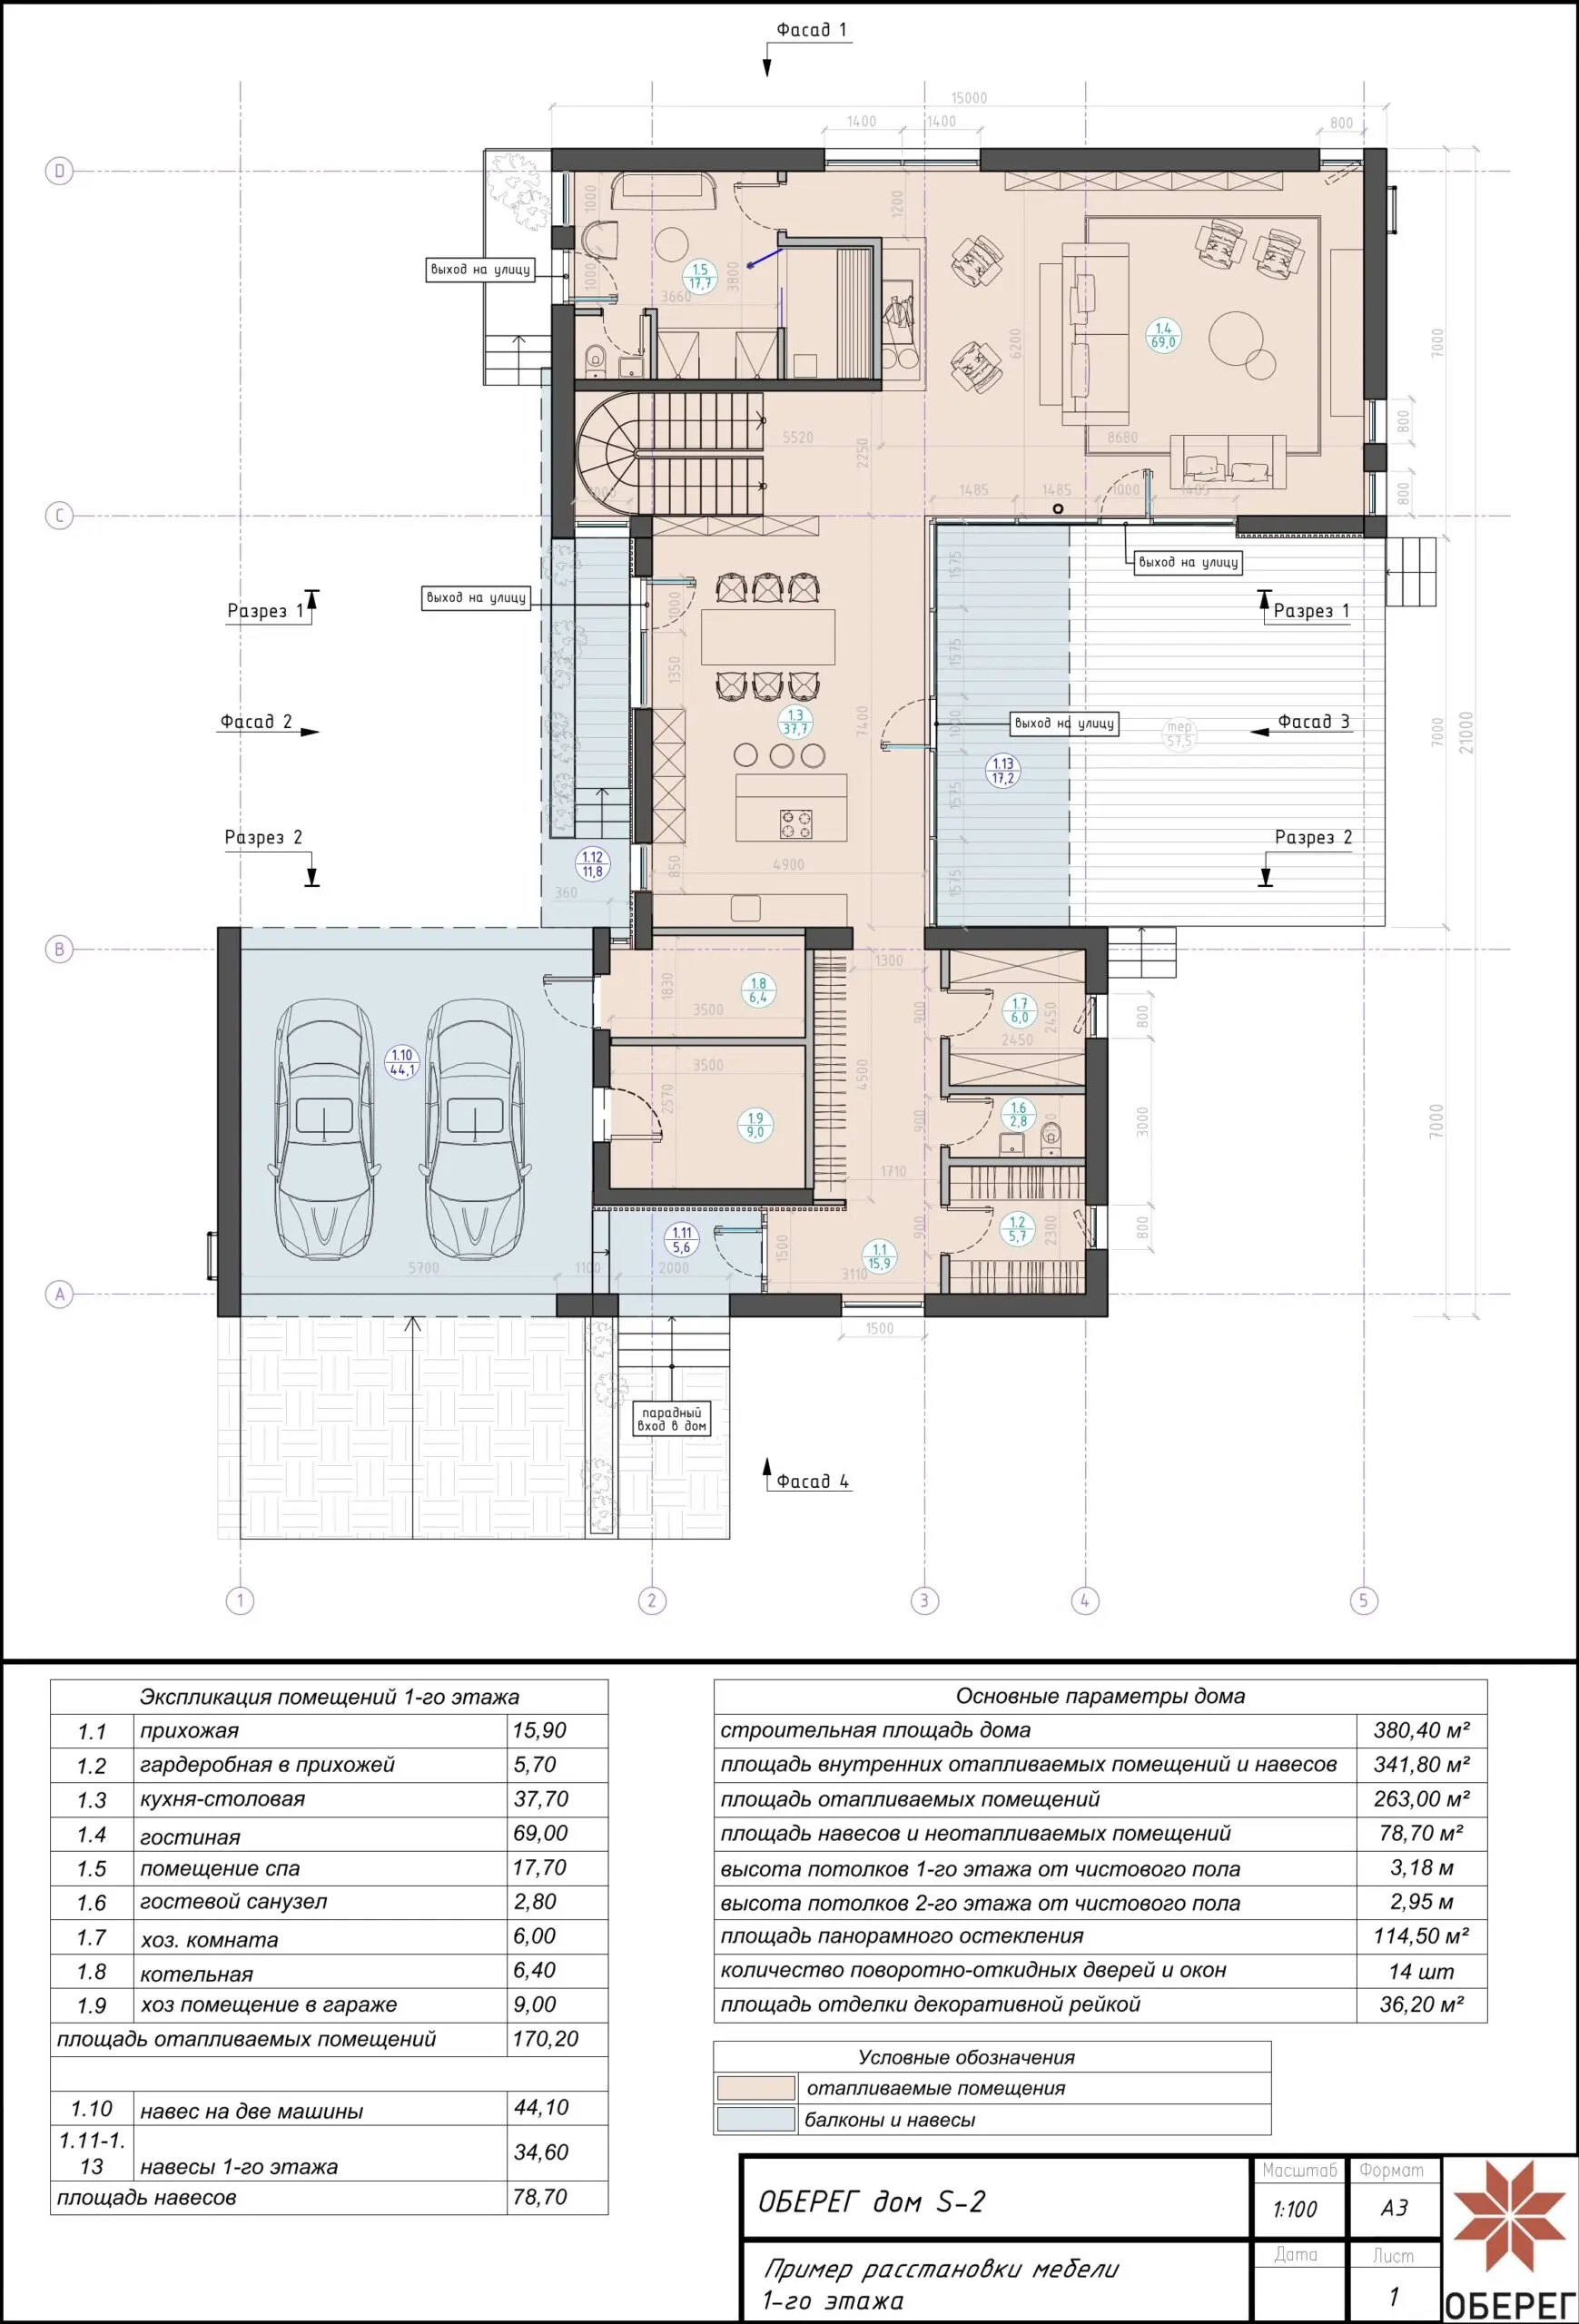 Фасад 1
15000
1400
1400
800
D
1000
1200
выход на улицу
1000
1.5
17,7
3800
3660
6200
1.4
69,0
7000
800
5520
2250
8680
1000
1485
1485
1000
1485
800
C
1575
выход на улицу
выход на улицу
1000
Разрез 1
Разрез 1
1575
1350
Фасад 2
1.3
37,7
7400
выход на улицу
1000
тер
57,5
Фасад 3
7000
21000
1.13
17,2
1575
Разрез 2
Разрез 2
1.12
11,8
850
4900
360
1575
B
1300
1.8
6,4
1830
3500
900
1.7
6,0
2450
2450
800
1.10
44,1
3500
2570
4500
1.9
9,0
900
1.6
2,8
3000
7000
1710
1.11
5,6
1500
900
1.2
5,7
2300
800
1.1
15,9
5700
1100
2000
3110
A
1500
парадный
вход в дом
Фасад 4
1
2
3
4
5
Экспликация помещений 1-го этажа
1.1 прихожая 15,90
1.2 гардеробная в прихожей 5,70
1.3 кухня-столовая 37,70
1.4 гостиная 69,00
1.5 помещение спа 17,70
1.6 гостевой санузел 2,80
1.7 хоз. комната 6,00
1.8 котельная 6,40
1.9 хоз помещение в гараже 9,00
площадь отапливаемых помещений 170,20
1.10 навес на две машины 44,10
1.11-1.
13 навесы 1-го этажа 34,60
площадь навесов 78,70
Основные параметры дома
строительная площадь дома 380,40 м²
площадь внутренних отапливаемых помещений и навесов 341,80 м²
площадь отапливаемых помещений 263,00 м²
площадь навесов и неотапливаемых помещений 78,70 м²
высота потолков 1-го этажа от чистового пола 3,18 м
высота потолков 2-го этажа от чистового пола 2,95 м
площадь панорамного остекления 114,50 м²
количество поворотно-откидных дверей и окон 14 шт
площадь отделки декоративной рейкой 36,20 м²
Условные обозначения
отапливаемые помещения
балконы и навесы
ОБЕРЕГ дом S-2
Масштаб
1:100
Формат
А3
Пример расстановки мебели
1-го этажа
Дата
Лист
1
ОБЕРЕГ